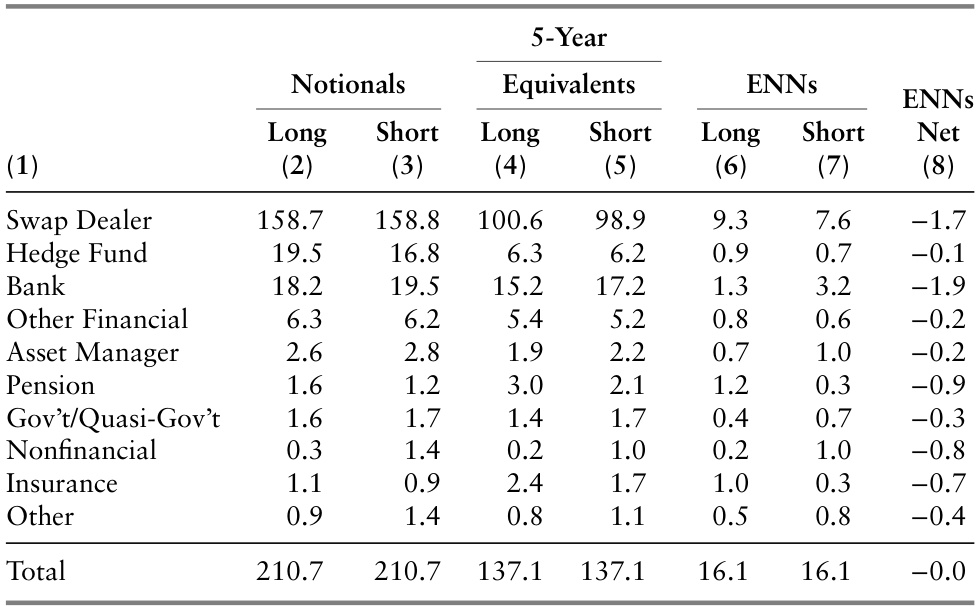 5-Year
Notionals Equivalents ENNs ENNs
Long Short Long Short Long Short Net
(1) (2) (3) (4) (5) (6) (7) (8)
Swap Dealer 158.7 158.8 100.6 98.9 9.3 7.6 −1.7
Hedge Fund 19.5 16.8 6.3 6.2 0.9 0.7 −0.1
Bank 18.2 19.5 15.2 17.2 1.3 3.2 −1.9
Other Financial 6.3 6.2 5.4 5.2 0.8 0.6 −0.2
Asset Manager 2.6 2.8 1.9 2.2 0.7 1.0 −0.2
Pension 1.6 1.2 3.0 2.1 1.2 0.3 −0.9
Gov’t/Quasi-Gov’t 1.6 1.7 1.4 1.7 0.4 0.7 −0.3
Nonfinancial 0.3 1.4 0.2 1.0 0.2 1.0 −0.8
Insurance 1.1 0.9 2.4 1.7 1.0 0.3 −0.7
Other 0.9 1.4 0.8 1.1 0.5 0.8 −0.4
Total 210.7 210.7 137.1 137.1 16.1 16.1 −0.0